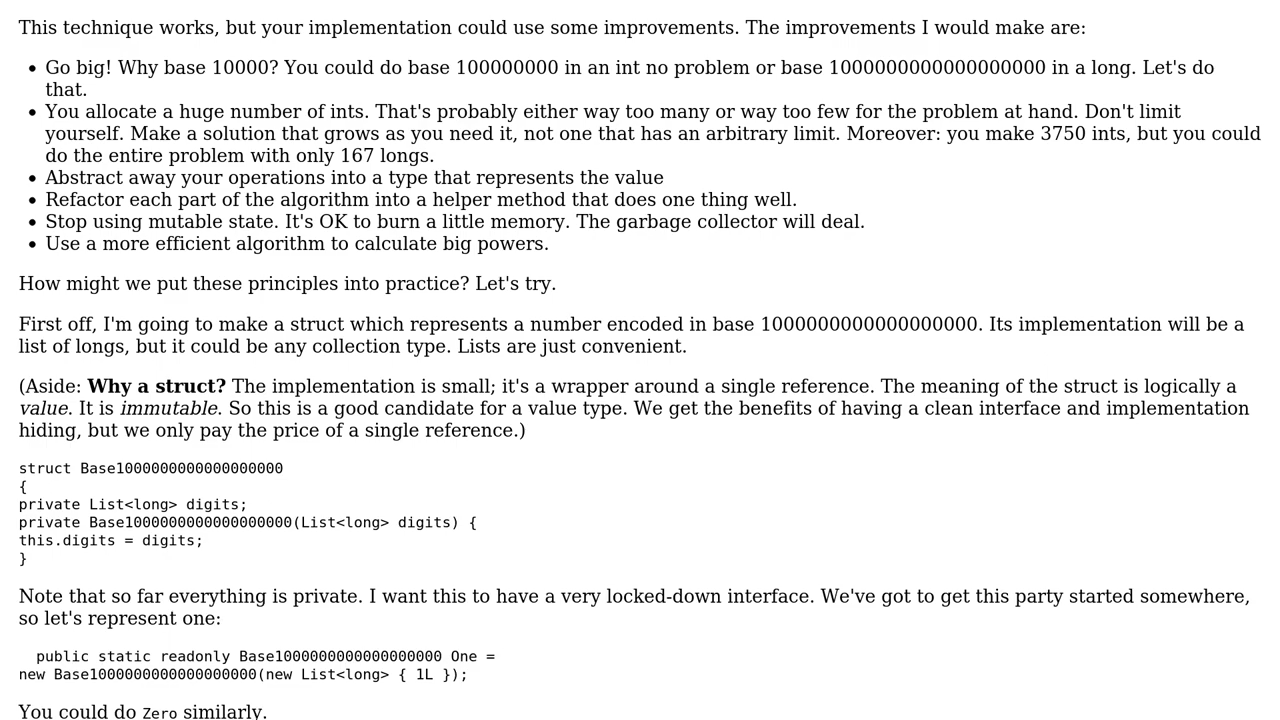 This technique works, but your implementation could use some improvements. The improvements I would make are:
• Go big! Why base 10000? You could do base 100000000 in an int no problem or base 1000000000000000000 in a long. Let's do
that.
• You allocate a huge number of ints. That's probably either way too many or way too few for the problem at hand. Don't limit
yourself. Make a solution that grows as you need it, not one that has an arbitrary limit. Moreover: you make 3750 ints, but you could
do the entire problem with only 167 longs.
• Abstract away your operations into a type that represents the value
• Refactor each part of the algorithm into a helper method that does one thing well.
• Stop using mutable state. It's OK to burn a little memory. The garbage collector will deal.
• Use a more efficient algorithm to calculate big powers.
How might we put these principles into practice? Let's try.
First off, I'm going to make a struct which represents a number encoded in base 1000000000000000000. Its implementation will be a
list of longs, but it could be any collection type. Lists are just convenient.
(Aside: Why a struct? The implementation is small; it's a wrapper around a single reference. The meaning of the struct is logically a
value. It is immutable. So this is a good candidate for a value type. We get the benefits of having a clean interface and implementation
hiding, but we only pay the price of a single reference.)
struct Base1000000000000000000
{
private List<long> digits;
private Base1000000000000000000(List<long> digits) {
this.digits = digits;
}
Note that so far everything is private. I want this to have a very locked-down interface. We've got to get this party started somewhere,
so let's represent one:
public static readonly Base1000000000000000000 One =
new Base1000000000000000000(new List<long> { 1L });
You could do Zero similarly.